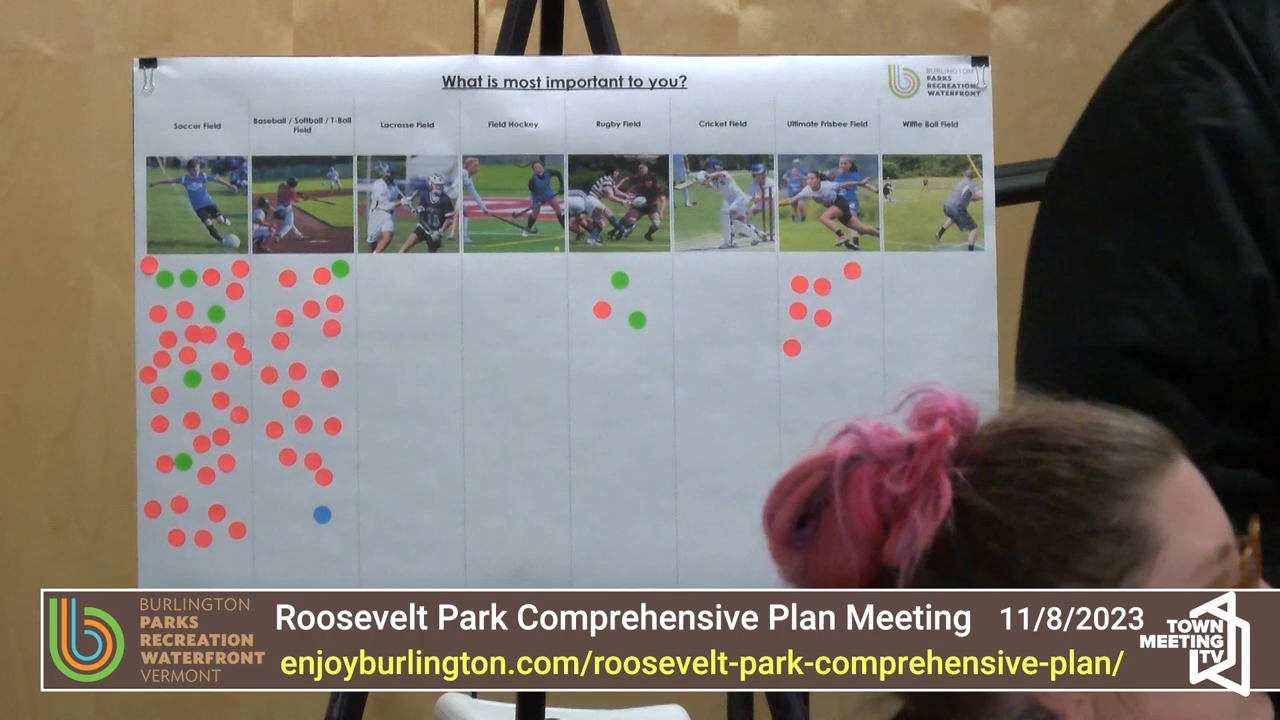 What is most important to you?
BURLINGTON
PARKS
RECREATION
WATERFRONT
Soccer Field
Baseball / Softball / T-Ball
Field
Lacrosse Field
Field Hockey
Rugby Field
Cricket Field
Ultimate Frisbee Field
Wiffle Ball Field
BURLINGTON
PARKS
RECREATION
WATERFRONT
VERMONT
Roosevelt Park Comprehensive Plan Meeting 11/8/2023
enjoyburlington.com/roosevelt-park-comprehensive-plan/
TOWN
MEETING
TV